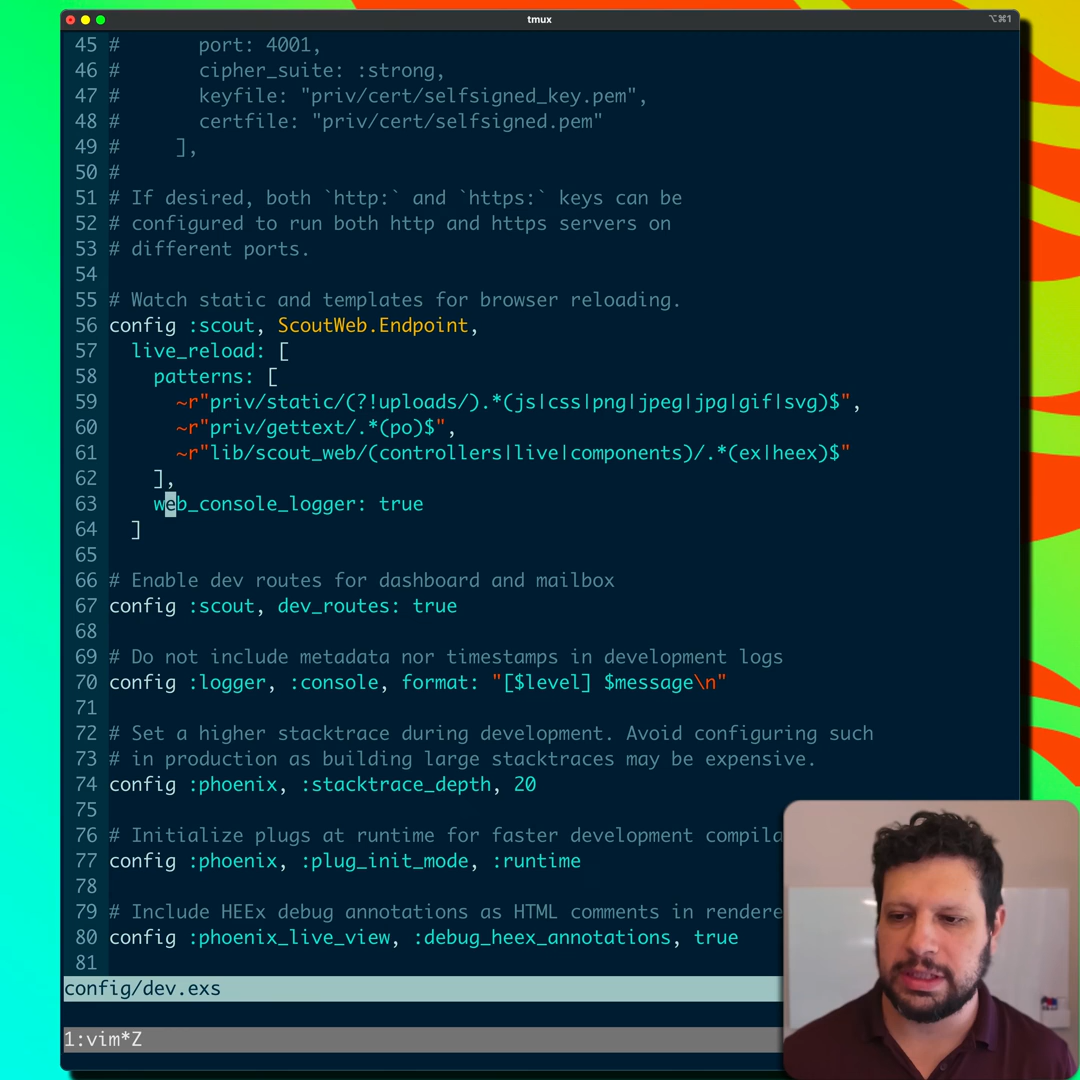 tmux
⌥⌘1
45 #       port: 4001,
46 #       cipher_suite: :strong,
47 #       keyfile: "priv/cert/selfsigned_key.pem",
48 #       certfile: "priv/cert/selfsigned.pem"
49 #     ],
50 #
51 # If desired, both `http:` and `https:` keys can be
52 # configured to run both http and https servers on
53 # different ports.
54
55 # Watch static and templates for browser reloading.
56 config :scout, ScoutWeb.Endpoint,
57   live_reload: [
58     patterns: [
59       ~r"priv/static/(?!uploads/).*(js|css|png|jpeg|jpg|gif|svg)$",
60       ~r"priv/gettext/.*(po)$",
61       ~r"lib/scout_web/(controllers|live|components)/.*(ex|heex)$"
62     ],
63     web_console_logger: true
64   ]
65
66 # Enable dev routes for dashboard and mailbox
67 config :scout, dev_routes: true
68
69 # Do not include metadata nor timestamps in development logs
70 config :logger, :console, format: "[$level] $message\n"
71
72 # Set a higher stacktrace during development. Avoid configuring such
73 # in production as building large stacktraces may be expensive.
74 config :phoenix, :stacktrace_depth, 20
75
76 # Initialize plugs at runtime for faster development compila
77 config :phoenix, :plug_init_mode, :runtime
78
79 # Include HEEx debug annotations as HTML comments in rendere
80 config :phoenix_live_view, :debug_heex_annotations, true
81
config/dev.exs
1:vim*Z